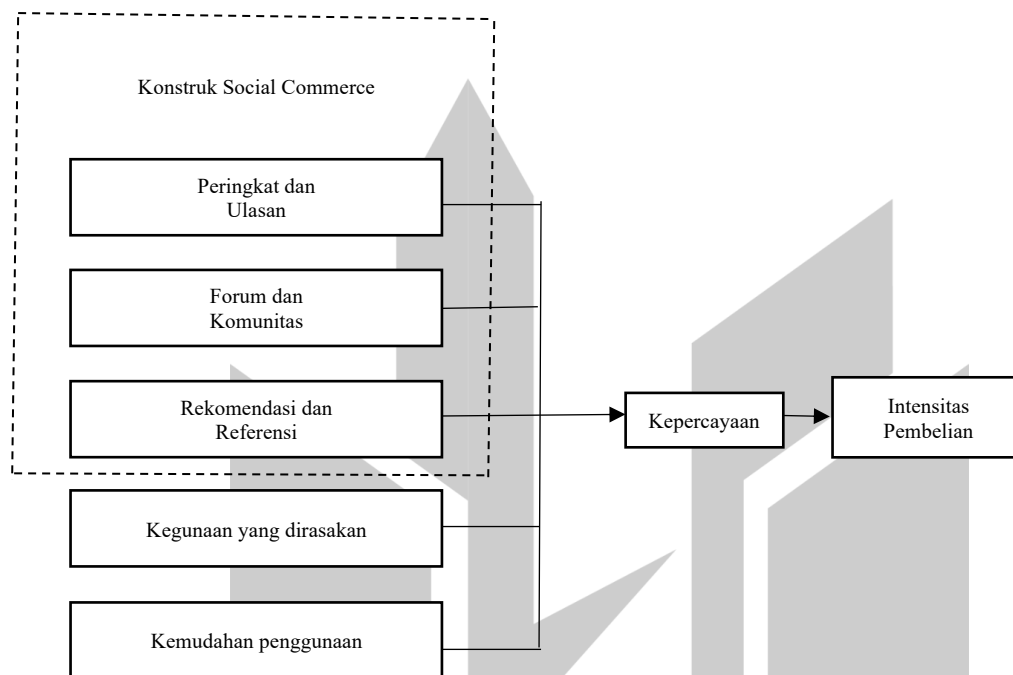 Konstruk Social Commerce
Peringkat dan
Ulasan
Forum dan
Komunitas
Rekomendasi dan
Referensi
Kegunaan yang dirasakan
Kemudahan penggunaan
Kepercayaan
Intensitas
Pembelian